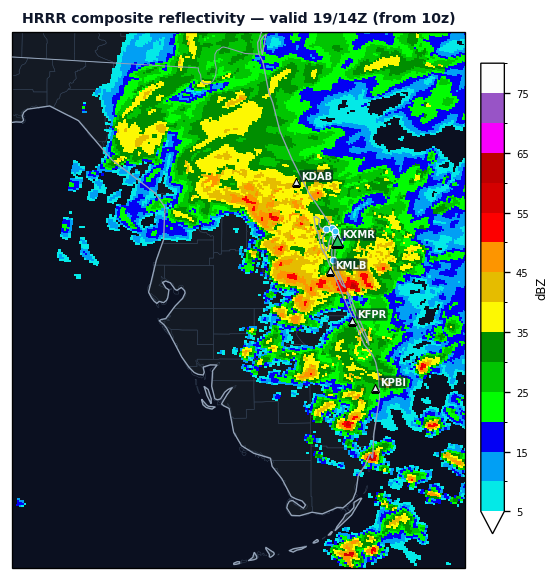 HRRR composite reflectivity — valid 19/14Z (from 10z)
KDAB
KXMR
KMLB
KFPR
KPBI
75
65
55
45
35
25
15
5
dBZ